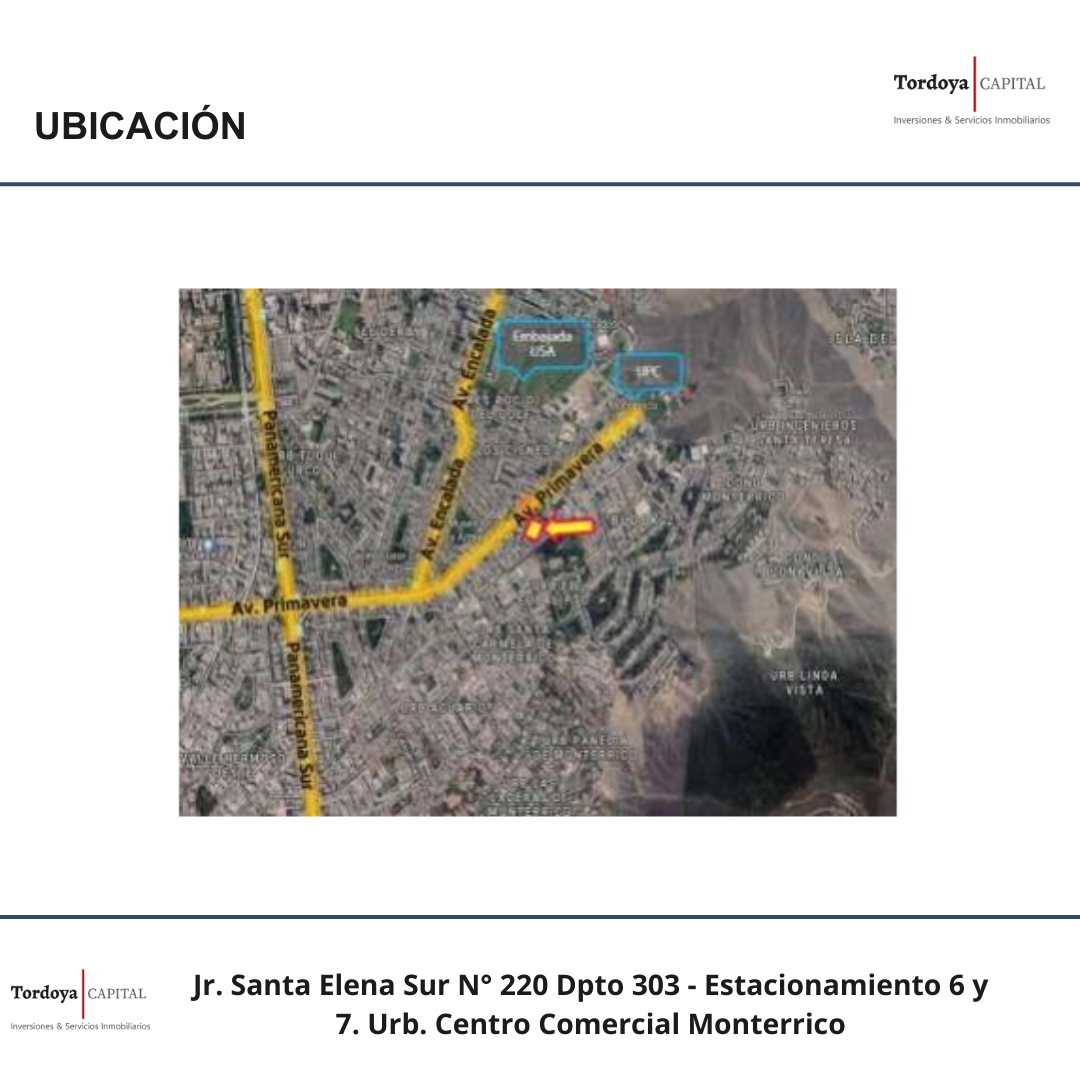 Tordoya CAPITAL
Inversiones & Servicios Inmobiliarios
UBICACIÓN
Av. Encalada
Embajada
USA
UPC
Panamericana Sur
Av. Encalada
Av. Primavera
Av. Primavera
Panamericana Sur
URB INGENIEROS
SANTA TERESA
MONTERRICO
URB LINDA
VISTA
Tordoya CAPITAL
Inversiones & Servicios Inmobiliarios
Jr. Santa Elena Sur N° 220 Dpto 303 - Estacionamiento 6 y
7. Urb. Centro Comercial Monterrico